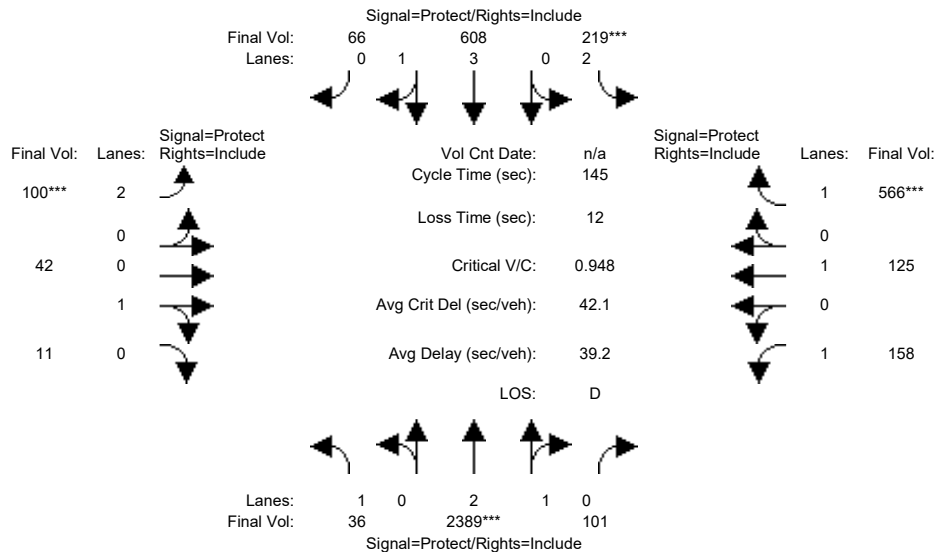 Signal=Protect/Rights=Include
Final Vol: 66 608 219***
Lanes: 0 1 3 0 2
Signal=Protect
Final Vol: Lanes: Rights=Include
Vol Cnt Date: n/a
Signal=Protect
Rights=Include Lanes: Final Vol:
Cycle Time (sec): 145
100*** 2
1 566***
Loss Time (sec): 12
0
0
42 0
Critical V/C: 0.948
1 125
1
Avg Crit Del (sec/veh): 42.1
0
11 0
Avg Delay (sec/veh): 39.2
1 158
LOS: D
Lanes: 1 0 2 1 0
Final Vol: 36 2389*** 101
Signal=Protect/Rights=Include